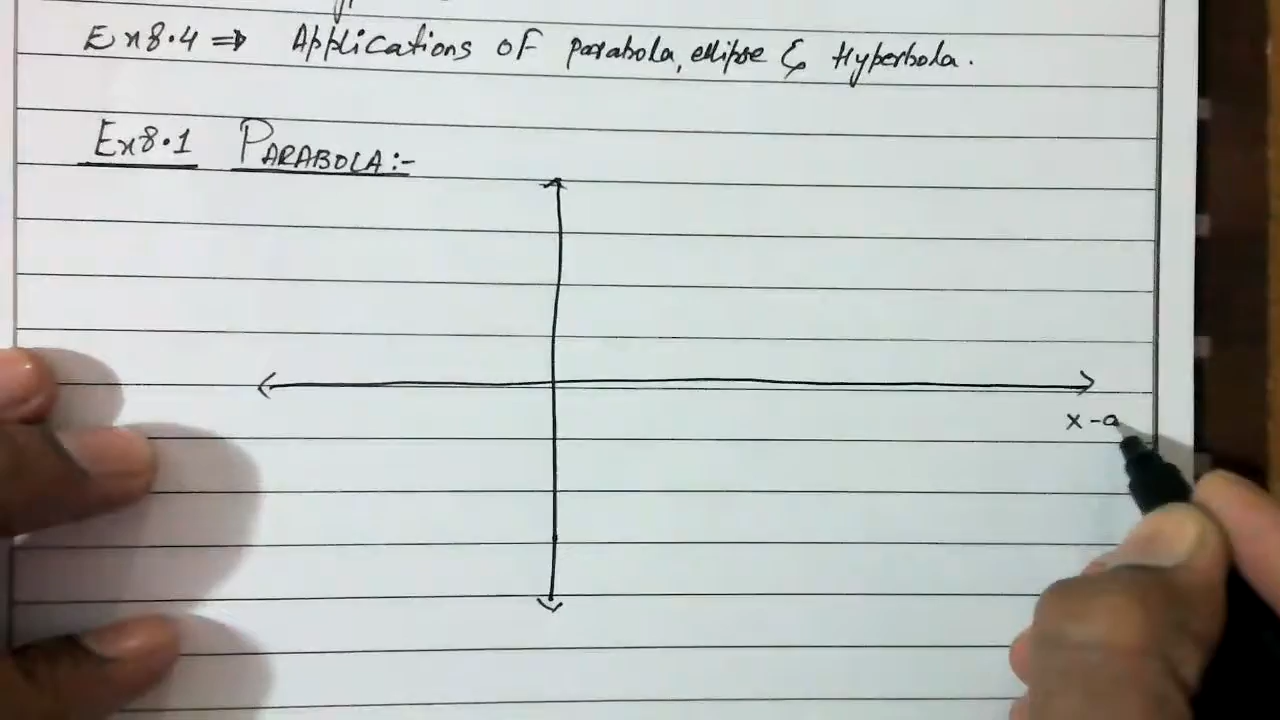 Ex8.4 ⇒ Applications of parabola, ellipse & Hyperbola.
Ex8.1 PARABOLA:-
x-a